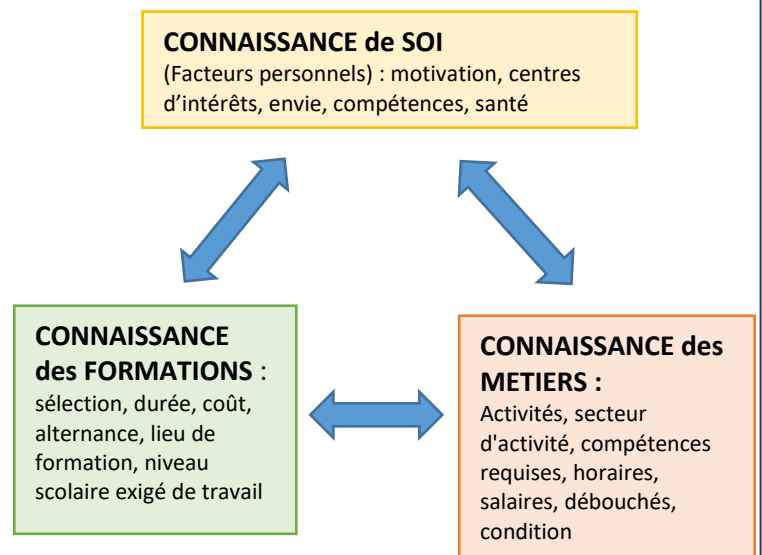 CONNAISSANCE de SOI
(Facteurs personnels) : motivation, centres
d’intérêts, envie, compétences, santé
CONNAISSANCE
des FORMATIONS :
sélection, durée, coût,
alternance, lieu de
formation, niveau
scolaire exigé de travail
CONNAISSANCE des
METIERS :
Activités, secteur
d'activité, compétences
requises, horaires,
salaires, débouchés,
condition